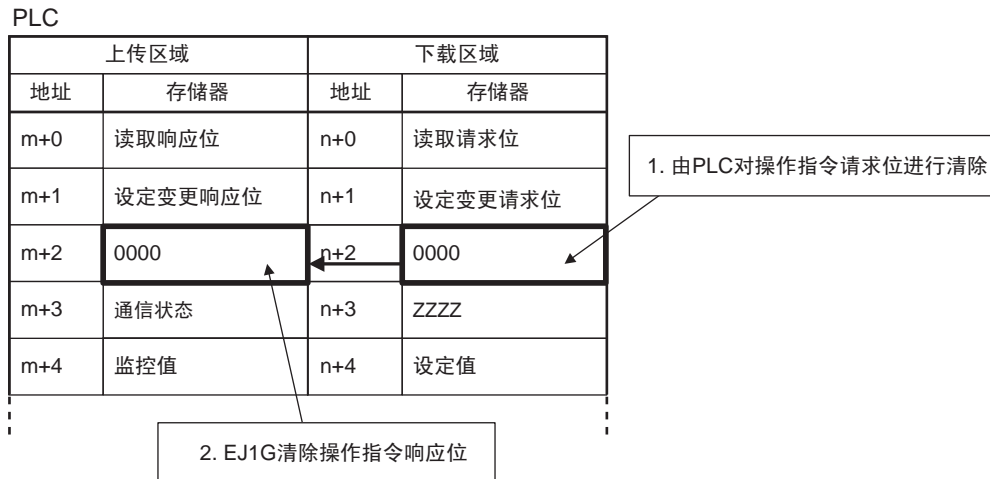 PLC
上传区域 下载区域
地址 存储器 地址 存储器
m+0 读取响应位 n+0 读取请求位
1. 由PLC对操作指令请求位进行清除
m+1 设定变更响应位 n+1 设定变更请求位
m+2 0000 n+2 0000
m+3 通信状态 n+3 ZZZZ
m+4 监控值 n+4 设定值
2. EJ1G清除操作指令响应位